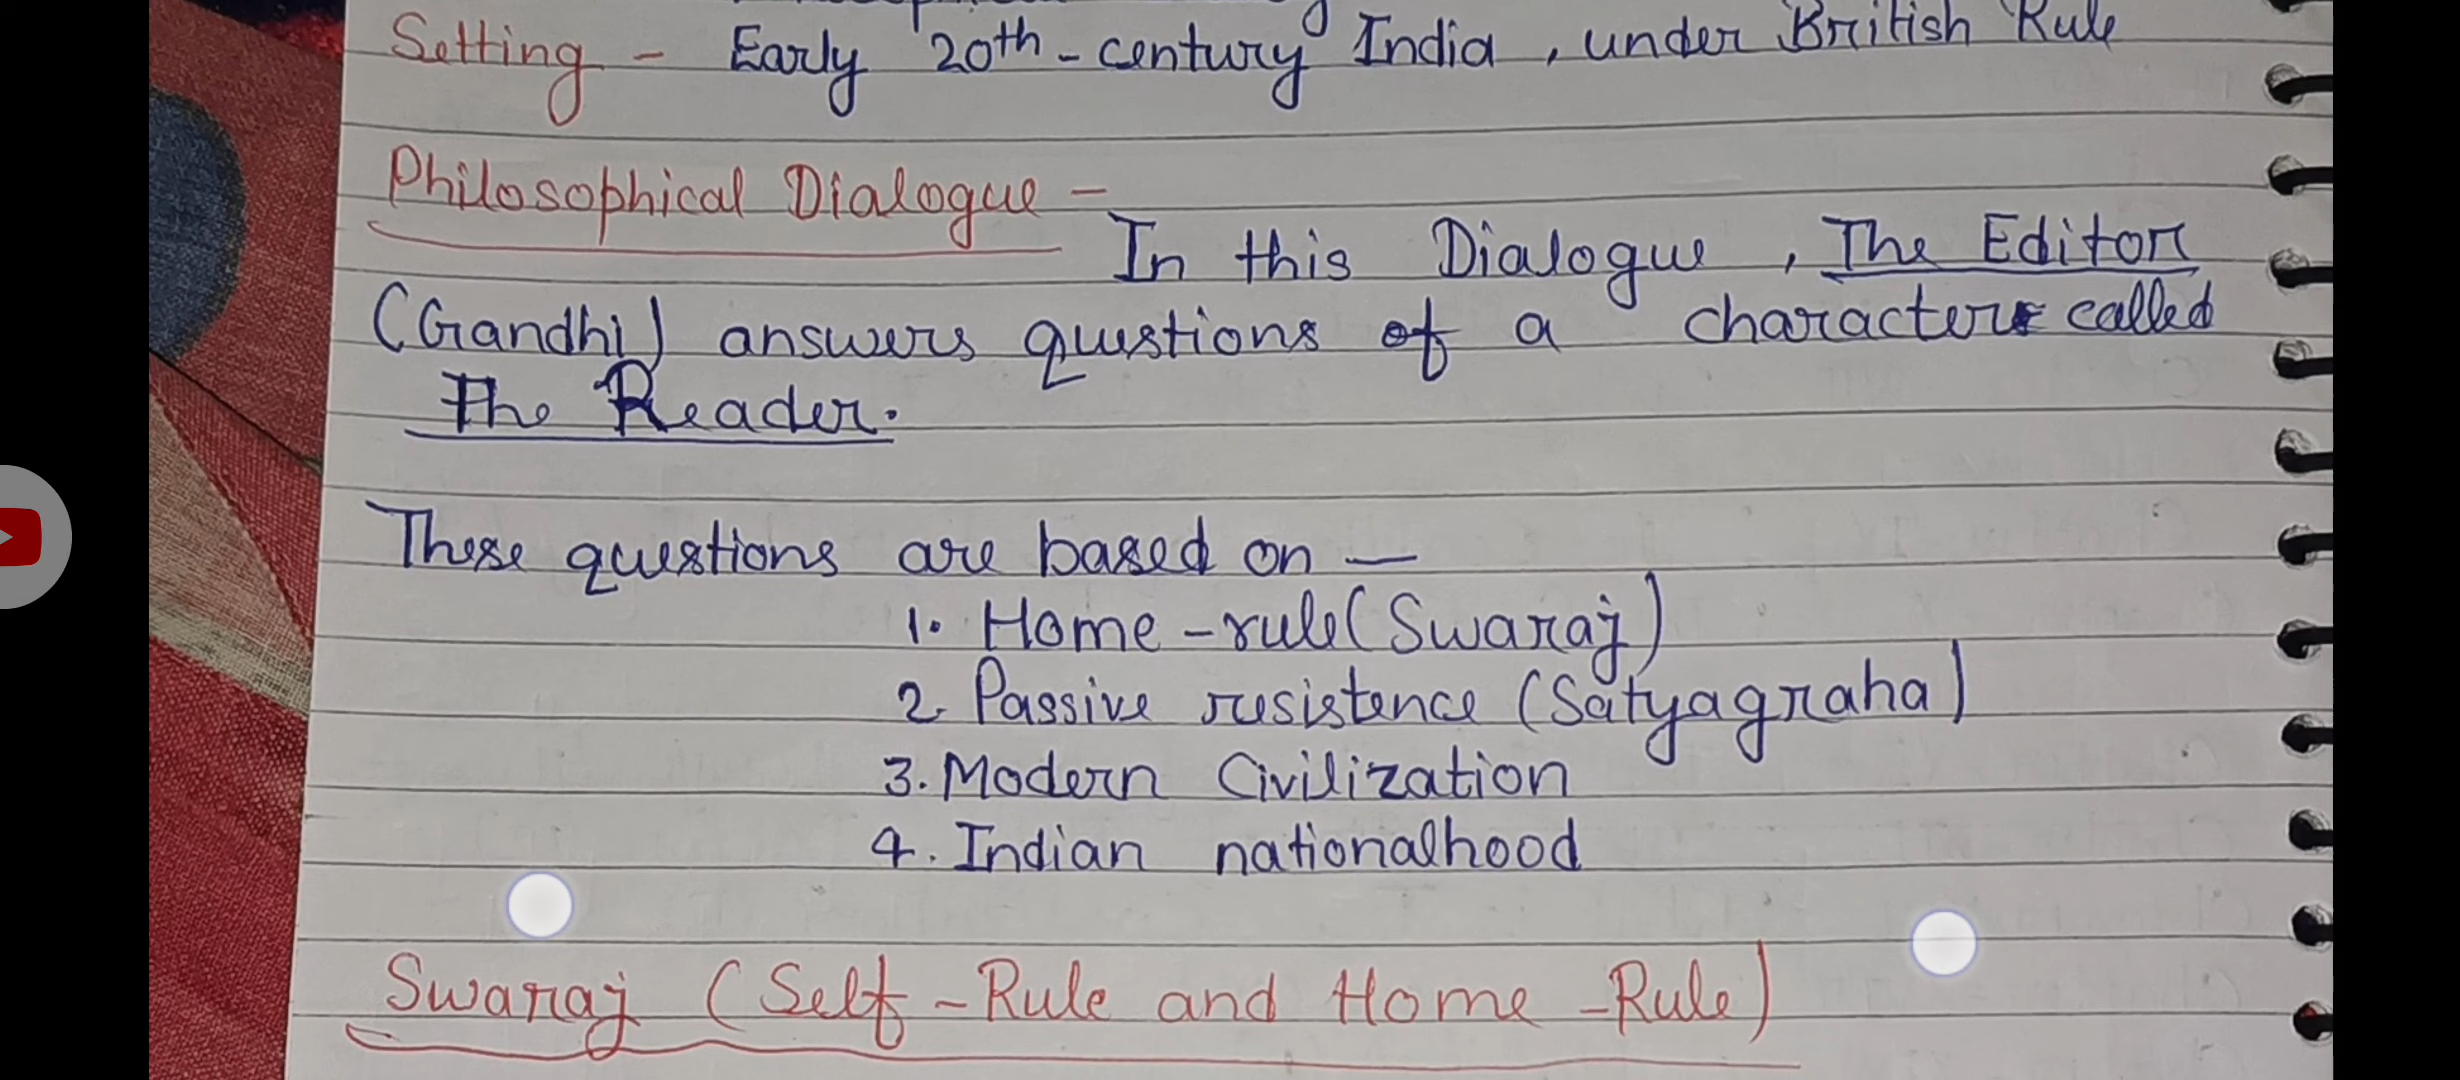 Setting - Early 20th-century India, under British Rule
Philosophical Dialogue -
In this Dialogue, The Editor
(Gandhi) answers questions of a character called
The Reader.
These questions are based on —
1. Home-rule (Swaraj)
2. Passive resistence (Satyagraha)
3. Modern Civilization
4. Indian nationalhood
Swaraj (Self-Rule and Home-Rule)